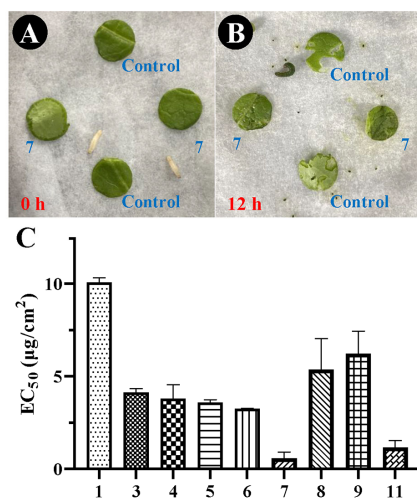 A
B
Control
Control
7
7
7
7
Control
Control
0 h
12 h
C
EC50 (μg/cm²)
10
5
0
1 3 4 5 6 7 8 9 11